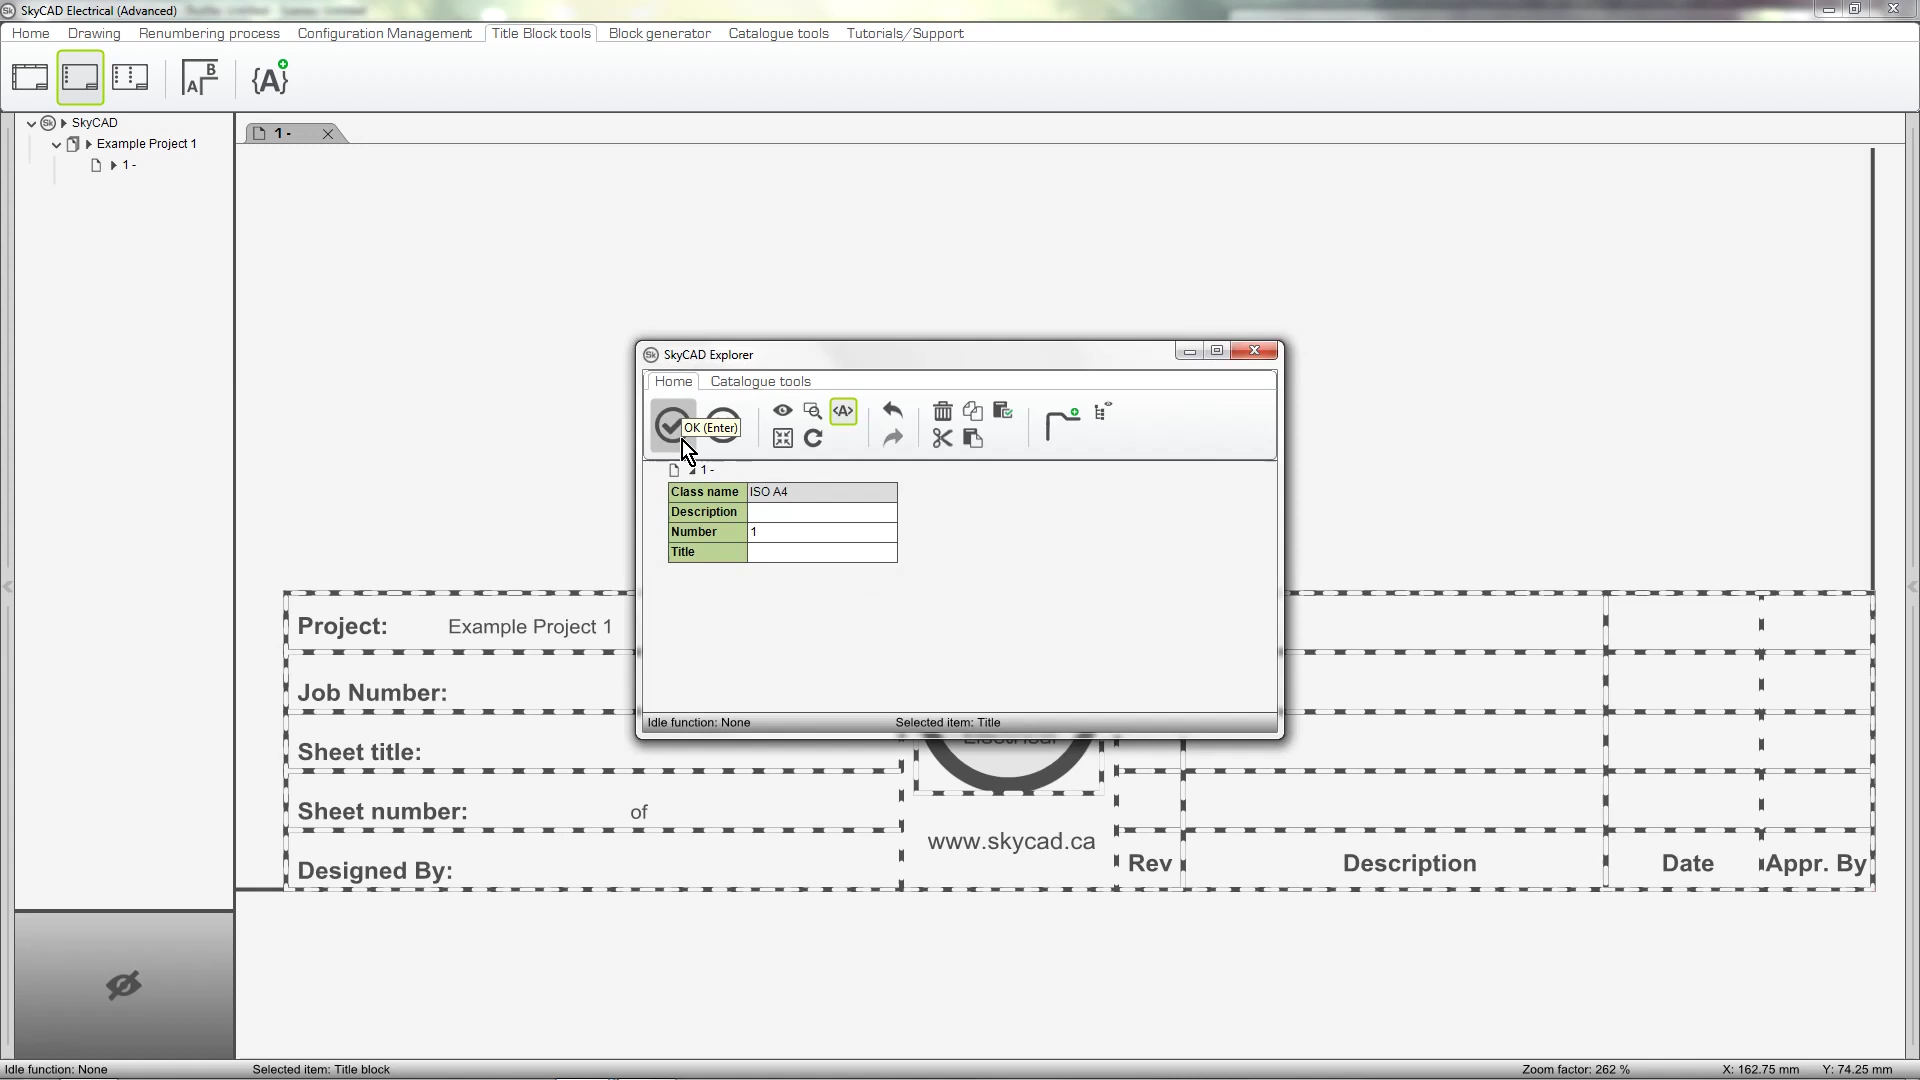 SkyCAD Electrical (Advanced)
Home Drawing Renumbering process Configuration Management Title Block tools Block generator Catalogue tools Tutorials/Support
A B {A}
SkyCAD
Example Project 1
1 -
1 -
SkyCAD Explorer
Home Catalogue tools
<A>
OK (Enter)
1 -
Class name ISO A4
Description
Number 1
Title
Idle function: None Selected item: Title
Project: Example Project 1
Job Number:
Sheet title:
Sheet number: of
Designed By:
www.skycad.ca
Rev Description Date Appr. By
Idle function: None Selected item: Title block Zoom factor: 262 % X: 162.75 mm Y: 74.25 mm